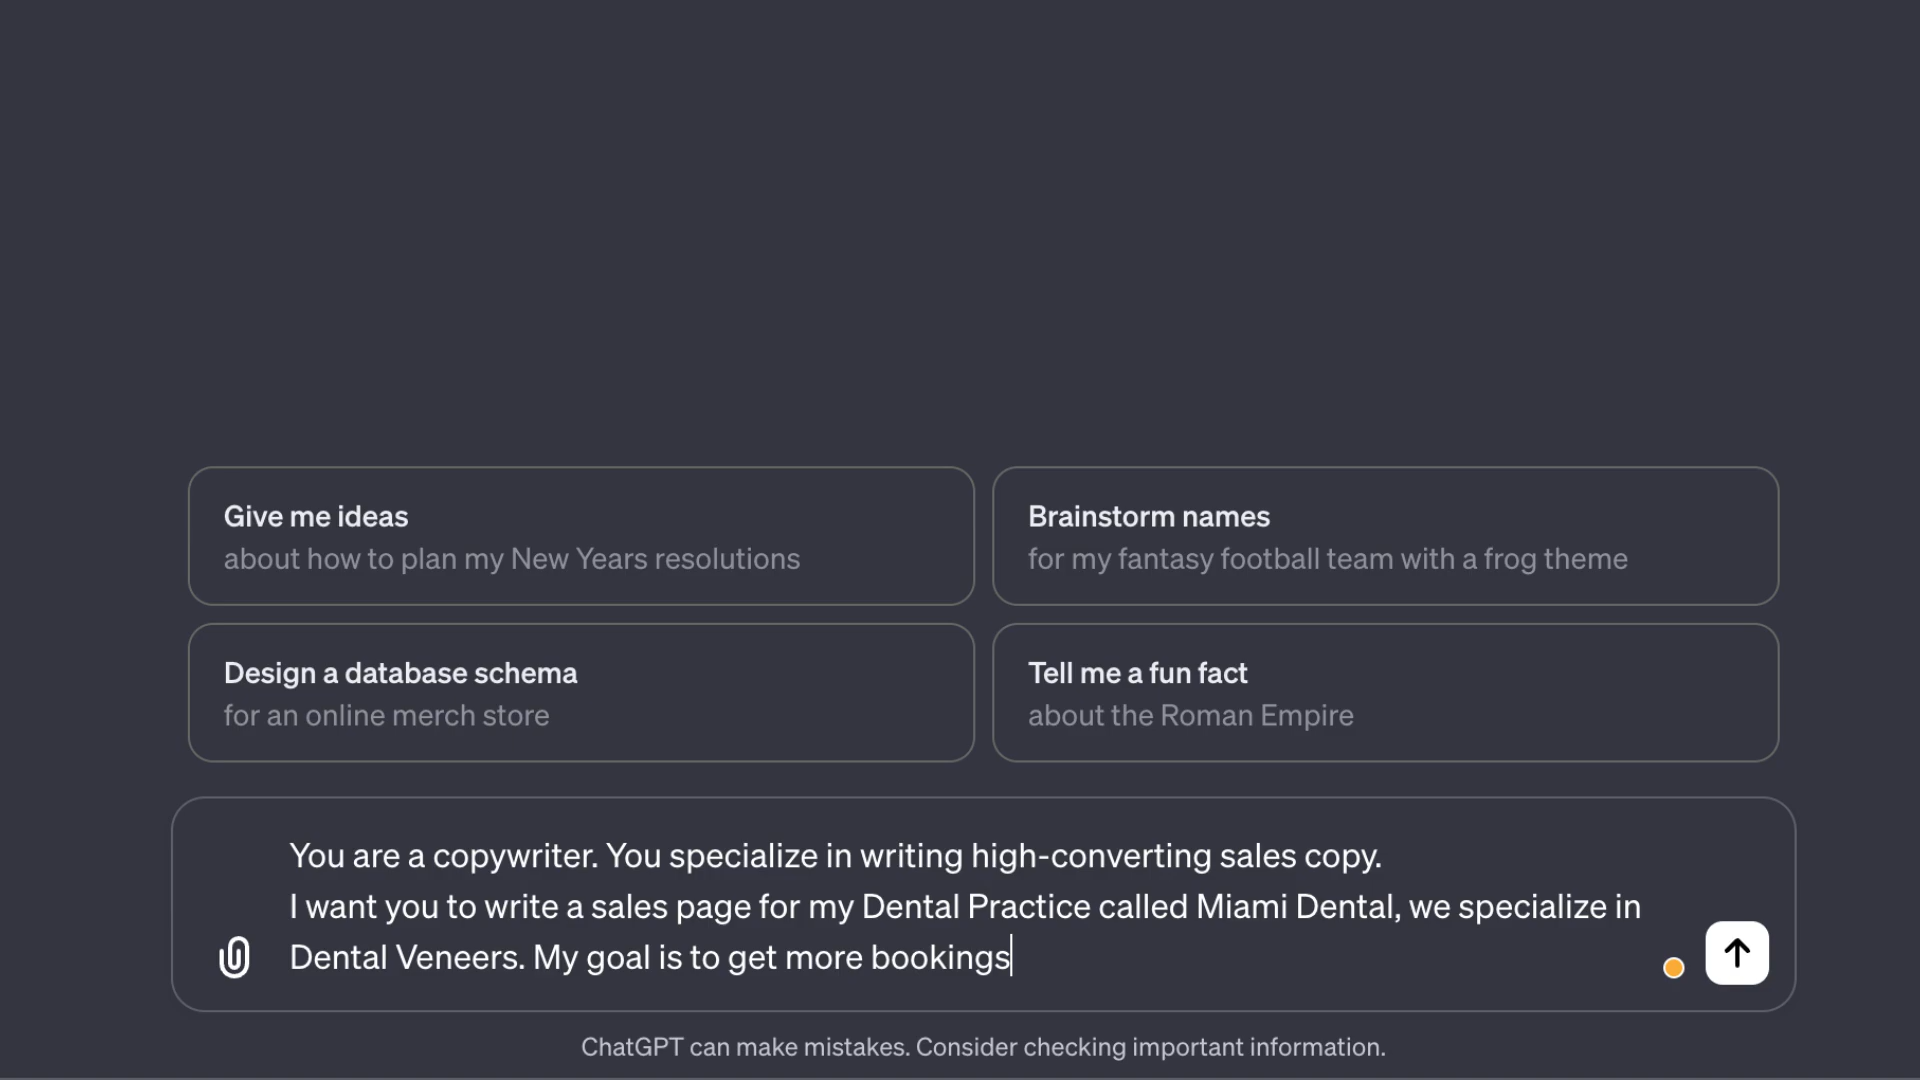 Give me ideas
about how to plan my New Years resolutions
Brainstorm names
for my fantasy football team with a frog theme
Design a database schema
for an online merch store
Tell me a fun fact
about the Roman Empire
You are a copywriter. You specialize in writing high-converting sales copy.
I want you to write a sales page for my Dental Practice called Miami Dental, we specialize in
Dental Veneers. My goal is to get more bookings
ChatGPT can make mistakes. Consider checking important information.